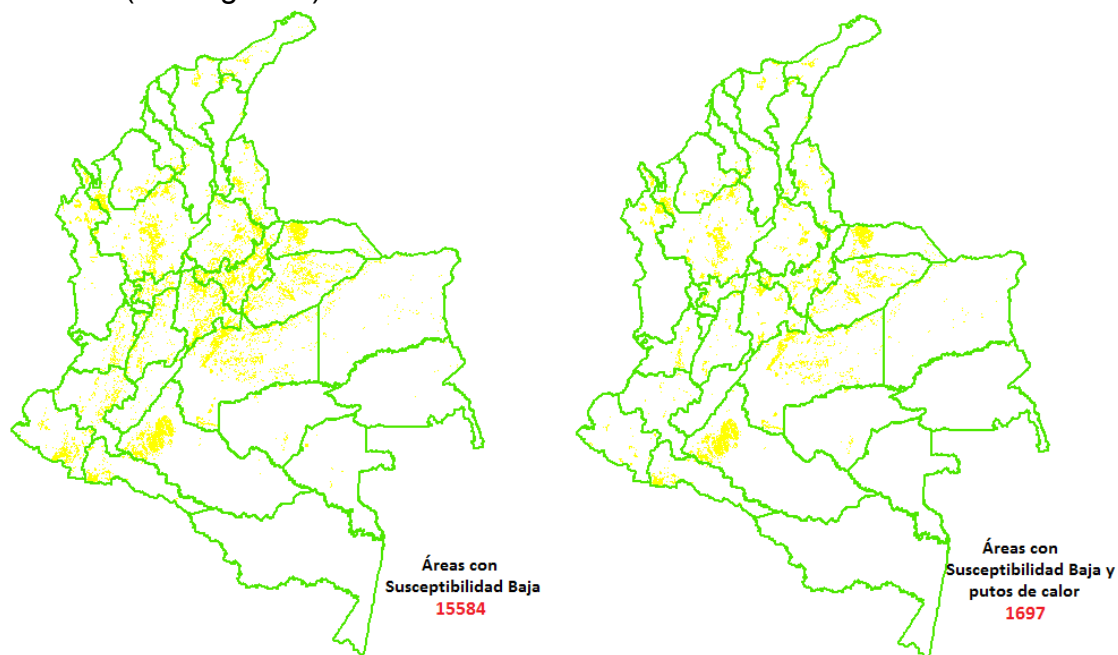 Áreas con
Susceptibilidad Baja
15584
Áreas con
Susceptibilidad Baja y
putos de calor
1697